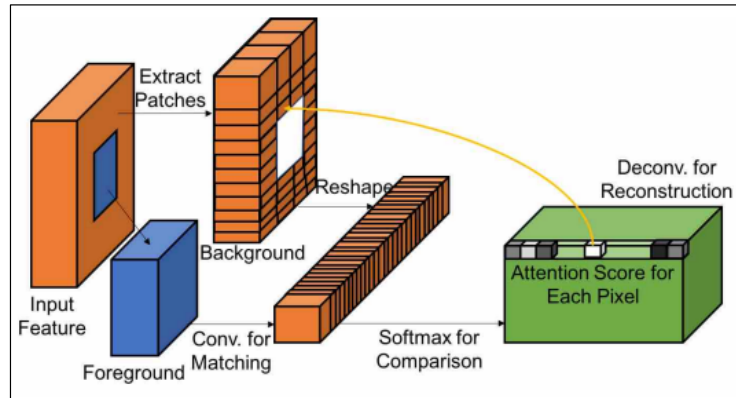 Extract
Patches
Deconv. for
Reconstruction
Reshape
Background
Attention Score for
Each Pixel
Input
Feature
Conv. for
Matching
Softmax for
Comparison
Foreground